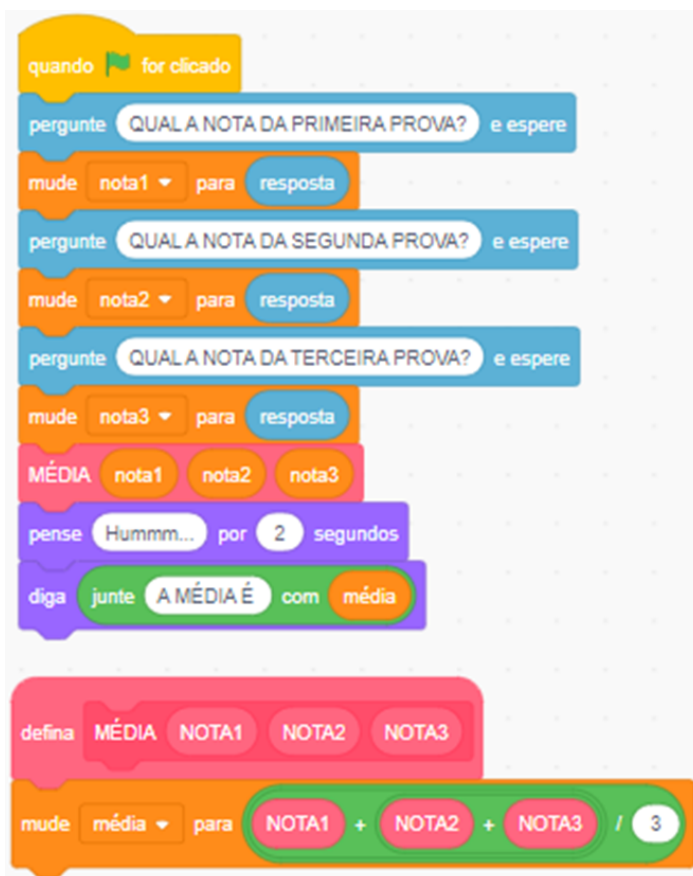 quando for clicado
pergunte QUAL A NOTA DA PRIMEIRA PROVA? e espere
mude nota1 para resposta
pergunte QUAL A NOTA DA SEGUNDA PROVA? e espere
mude nota2 para resposta
pergunte QUAL A NOTA DA TERCEIRA PROVA? e espere
mude nota3 para resposta
MÉDIA nota1 nota2 nota3
pense Hummm... por 2 segundos
diga junte A MÉDIA É com média
defina MÉDIA NOTA1 NOTA2 NOTA3
mude média para NOTA1 + NOTA2 + NOTA3 / 3